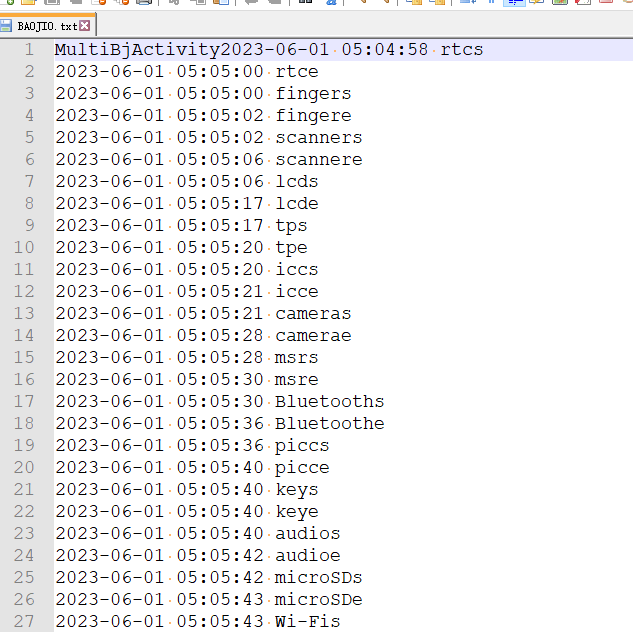 BAOJIO.txt
1 MultiBjActivity2023-06-01 05:04:58 rtcs
2 2023-06-01 05:05:00 rtce
3 2023-06-01 05:05:00 fingers
4 2023-06-01 05:05:02 fingere
5 2023-06-01 05:05:02 scanners
6 2023-06-01 05:05:06 scannere
7 2023-06-01 05:05:06 lcds
8 2023-06-01 05:05:17 lcde
9 2023-06-01 05:05:17 tps
10 2023-06-01 05:05:20 tpe
11 2023-06-01 05:05:20 iccs
12 2023-06-01 05:05:21 icce
13 2023-06-01 05:05:21 cameras
14 2023-06-01 05:05:28 camerae
15 2023-06-01 05:05:28 msrs
16 2023-06-01 05:05:30 msre
17 2023-06-01 05:05:30 Bluetooths
18 2023-06-01 05:05:36 Bluetoothe
19 2023-06-01 05:05:36 piccs
20 2023-06-01 05:05:40 picce
21 2023-06-01 05:05:40 keys
22 2023-06-01 05:05:40 keye
23 2023-06-01 05:05:40 audios
24 2023-06-01 05:05:42 audioe
25 2023-06-01 05:05:42 microSDs
26 2023-06-01 05:05:43 microSDe
27 2023-06-01 05:05:43 Wi-Fis